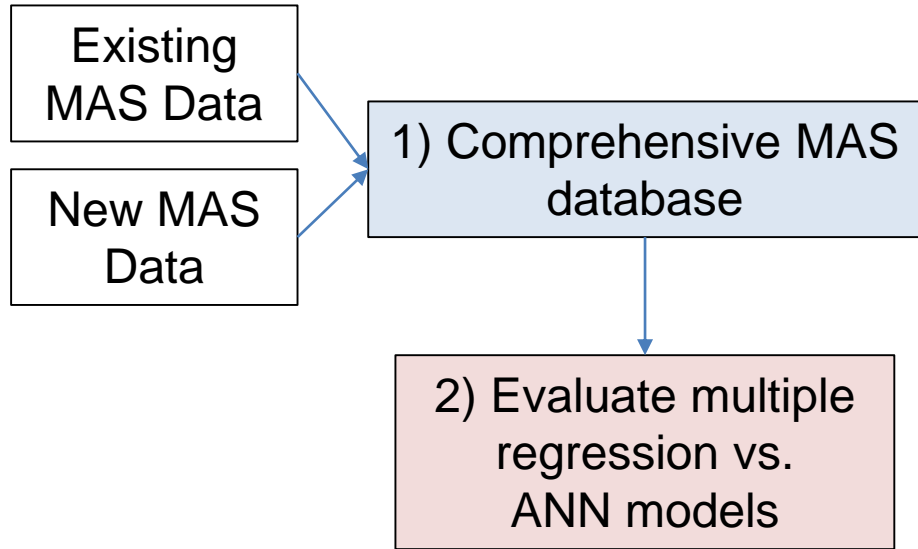 Existing
MAS Data
New MAS
Data
1) Comprehensive MAS
database
2) Evaluate multiple
regression vs.
ANN models